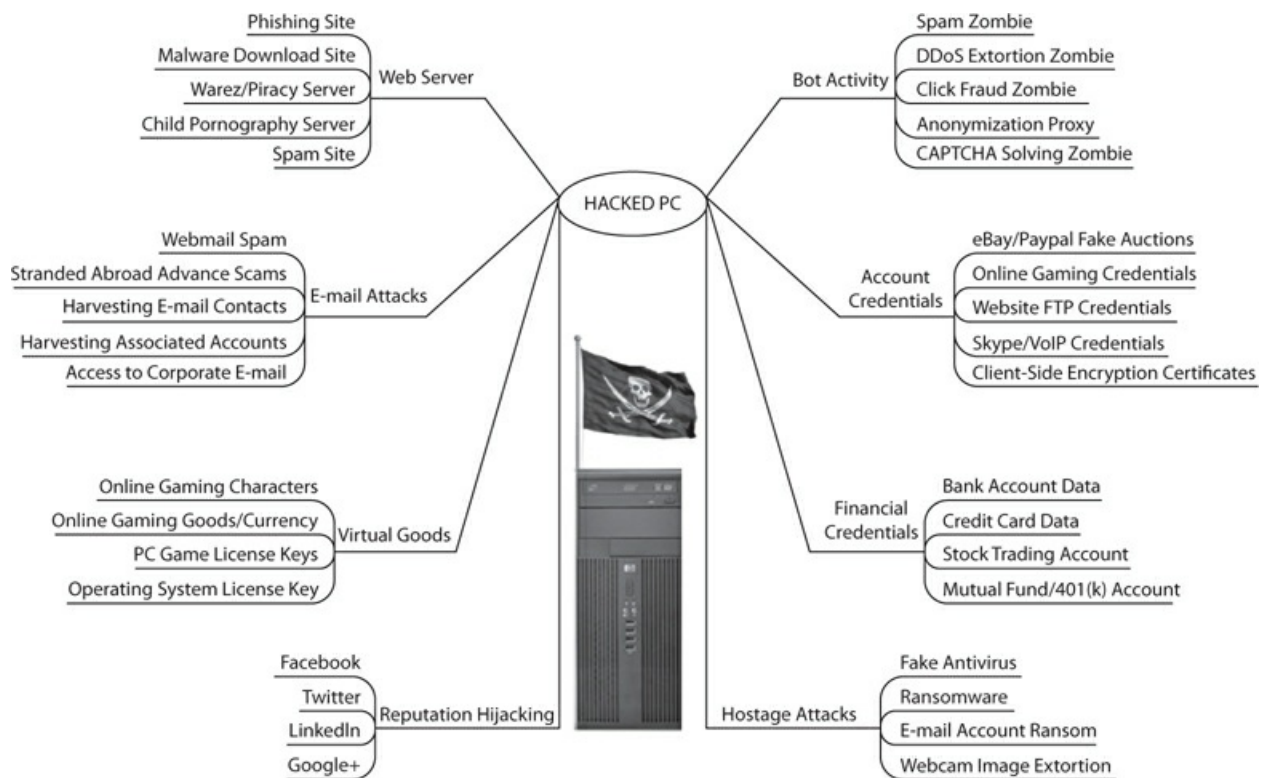 Phishing Site
Malware Download Site
Warez/Piracy Server
Child Pornography Server
Spam Site
Web Server
Spam Zombie
DDoS Extortion Zombie
Click Fraud Zombie
Anonymization Proxy
CAPTCHA Solving Zombie
Bot Activity
HACKED PC
Webmail Spam
Stranded Abroad Advance Scams
Harvesting E-mail Contacts
Harvesting Associated Accounts
Access to Corporate E-mail
E-mail Attacks
eBay/Paypal Fake Auctions
Online Gaming Credentials
Website FTP Credentials
Skype/VoIP Credentials
Client-Side Encryption Certificates
Account
Credentials
Online Gaming Characters
Online Gaming Goods/Currency
PC Game License Keys
Operating System License Key
Virtual Goods
Bank Account Data
Credit Card Data
Stock Trading Account
Mutual Fund/401(k) Account
Financial
Credentials
Facebook
Twitter
LinkedIn
Google+
Reputation Hijacking
Fake Antivirus
Ransomware
E-mail Account Ransom
Webcam Image Extortion
Hostage Attacks